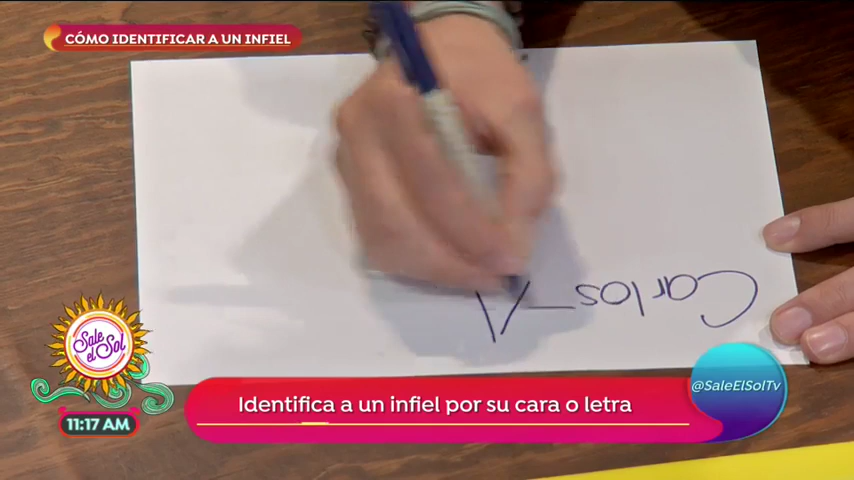 CÓMO IDENTIFICAR A UN INFIEL
Carlos
Sale
el Sol
11:17 AM
@SaleElSolTv
Identifica a un infiel por su cara o letra